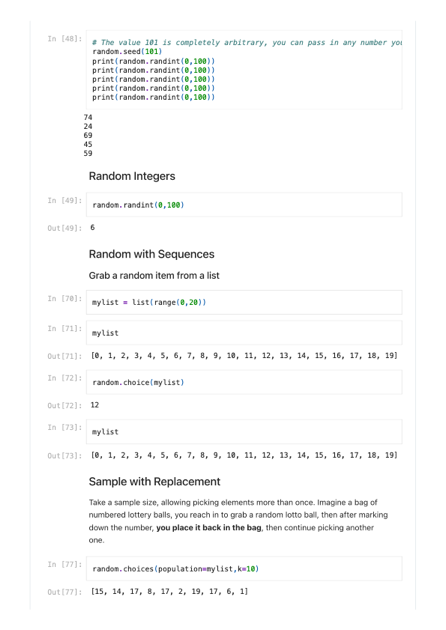 In [48]:
# The value 101 is completely arbitrary, you can pass in any number you
random.seed(101)
print(random.randint(0,100))
print(random.randint(0,100))
print(random.randint(0,100))
print(random.randint(0,100))
print(random.randint(0,100))
74
24
69
45
59
Random Integers
In [49]:
random.randint(0,100)
Out[49]: 6
Random with Sequences
Grab a random item from a list
In [70]:
mylist = list(range(0,20))
In [71]:
mylist
Out[71]: [0, 1, 2, 3, 4, 5, 6, 7, 8, 9, 10, 11, 12, 13, 14, 15, 16, 17, 18, 19]
In [72]:
random.choice(mylist)
Out[72]: 12
In [73]:
mylist
Out[73]: [0, 1, 2, 3, 4, 5, 6, 7, 8, 9, 10, 11, 12, 13, 14, 15, 16, 17, 18, 19]
Sample with Replacement
Take a sample size, allowing picking elements more than once. Imagine a bag of
numbered lottery balls, you reach in to grab a random lotto ball, then after marking
down the number, you place it back in the bag, then continue picking another
one.
In [77]:
random.choices(population=mylist,k=10)
Out[77]: [15, 14, 17, 8, 17, 2, 19, 17, 6, 1]